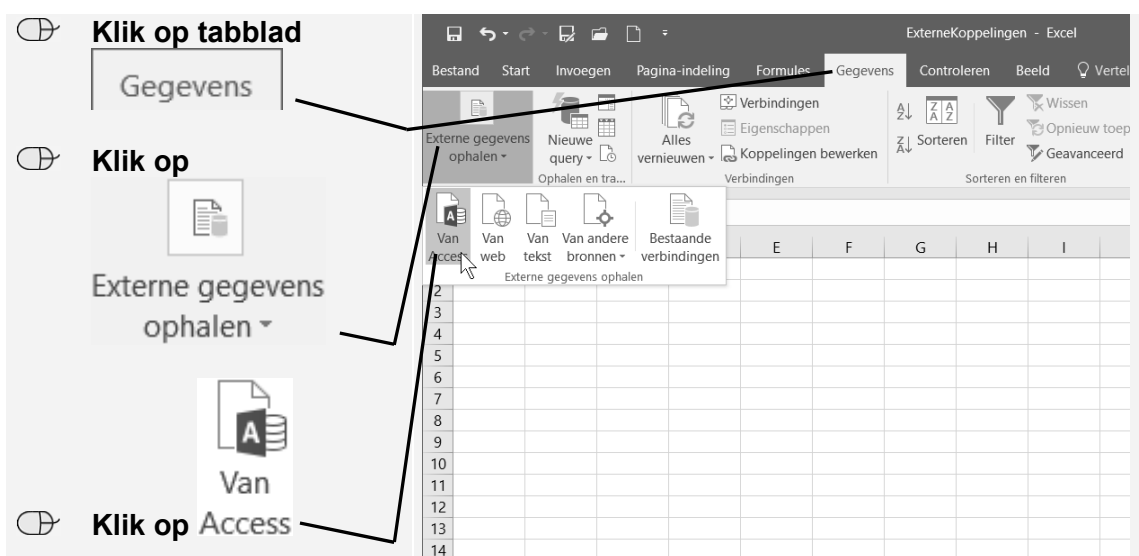 Klik op tabblad
Gegevens
Klik op
Externe gegevens
ophalen
Van
Klik op Access
ExterneKoppelingen - Excel
Bestand Start Invoegen Pagina-indeling Formules Gegevens Controleren Beeld Vertel
Externe gegevens
ophalen
Nieuwe
query
Ophalen en tra...
Alles
vernieuwen
Verbindingen
Eigenschappen
Koppelingen bewerken
Verbindingen
Sorteren
Filter
Wissen
Opnieuw toep
Geavanceerd
Sorteren en filteren
Van
Access
Van
web
Van
tekst
Van andere
bronnen
Bestaande
verbindingen
Externe gegevens ophalen
E F G H I
2
3
4
5
6
7
8
9
10
11
12
13
14